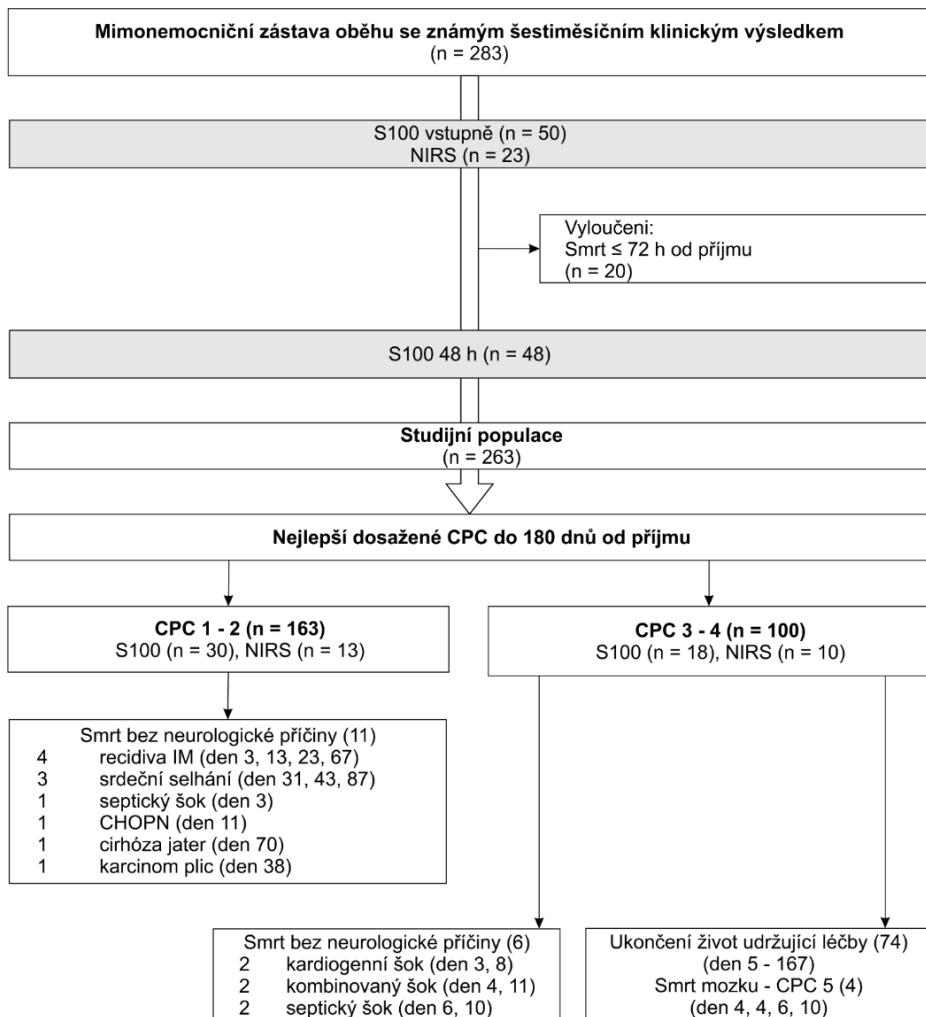 Mimonemocniční zástava oběhu se známým šestiměsíčním klinickým výsledkem
(n = 283)
S100 vstupně (n = 50)
NIRS (n = 23)
Vyloučeni:
Smrt ≤ 72 h od příjmu
(n = 20)
S100 48 h (n = 48)
Studijní populace
(n = 263)
Nejlepší dosažené CPC do 180 dnů od příjmu
CPC 1 - 2 (n = 163)
S100 (n = 30), NIRS (n = 13)
CPC 3 - 4 (n = 100)
S100 (n = 18), NIRS (n = 10)
Smrt bez neurologické příčiny (11)
4 recidiva IM (den 3, 13, 23, 67)
3 srdeční selhání (den 31, 43, 87)
1 septický šok (den 3)
1 CHOPN (den 11)
1 cirhóza jater (den 70)
1 karcinom plic (den 38)
Smrt bez neurologické příčiny (6)
2 kardiogenní šok (den 3, 8)
2 kombinovaný šok (den 4, 11)
2 septický šok (den 6, 10)
Ukončení život udržující léčby (74)
(den 5 - 167)
Smrt mozku - CPC 5 (4)
(den 4, 4, 6, 10)